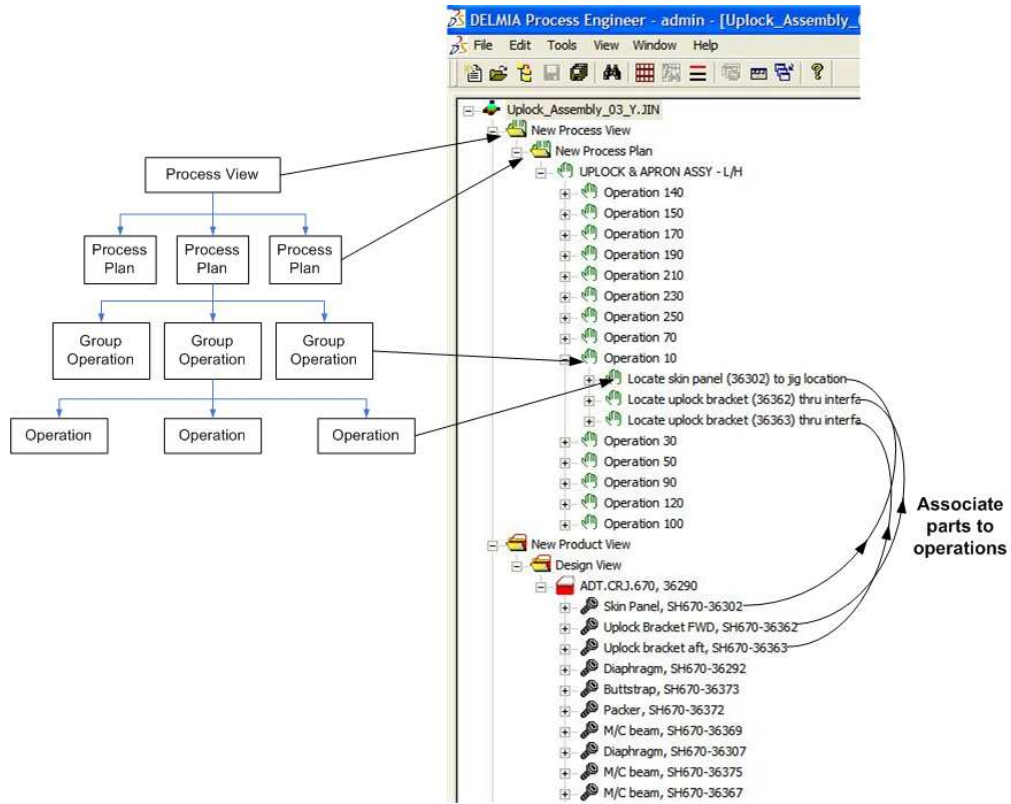 DELMIA Process Engineer - admin - [Uplock_Assembly_
File Edit Tools View Window Help
Uplock_Assembly_03_Y.JIN
New Process View
New Process Plan
UPLOCK & APRON ASSY - L/H
Operation 140
Operation 150
Operation 170
Operation 190
Operation 210
Operation 230
Operation 250
Operation 70
Operation 10
Locate skin panel (36302) to jig location
Locate uplock bracket (36362) thru interfa
Locate uplock bracket (36363) thru interfa
Operation 30
Operation 50
Operation 90
Operation 120
Operation 100
New Product View
Design View
ADT.CRJ.670, 36290
Skin Panel, SH670-36302
Uplock Bracket FWD, SH670-36362
Uplock bracket aft, SH670-36363
Diaphragm, SH670-36292
Buttstrap, SH670-36373
Packer, SH670-36372
M/C beam, SH670-36369
Diaphragm, SH670-36307
M/C beam, SH670-36375
M/C beam, SH670-36367
Process View
Process
Plan
Process
Plan
Process
Plan
Group
Operation
Group
Operation
Group
Operation
Operation
Operation
Operation
Associate
parts to
operations